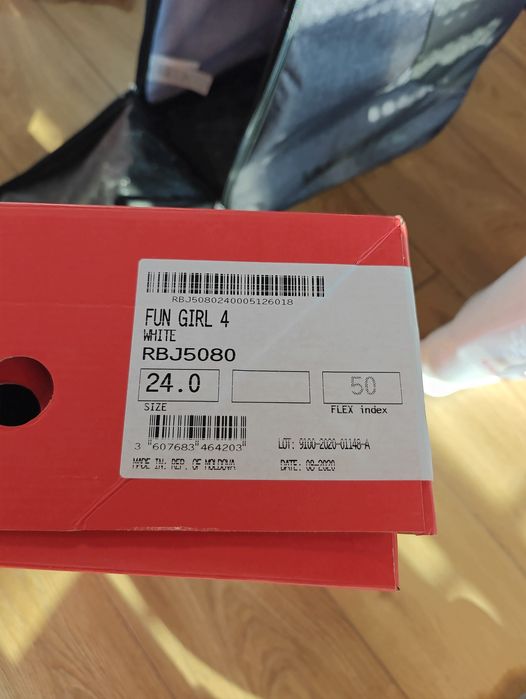 RBJ5080240005126018
FUN GIRL 4
WHITE
RBJ5080
24.0 50
SIZE FLEX index
3 607683 464203
LOT: 9100-2020-01148-A
MADE IN: REP. OF MOLDOVA DATE: 08-2020